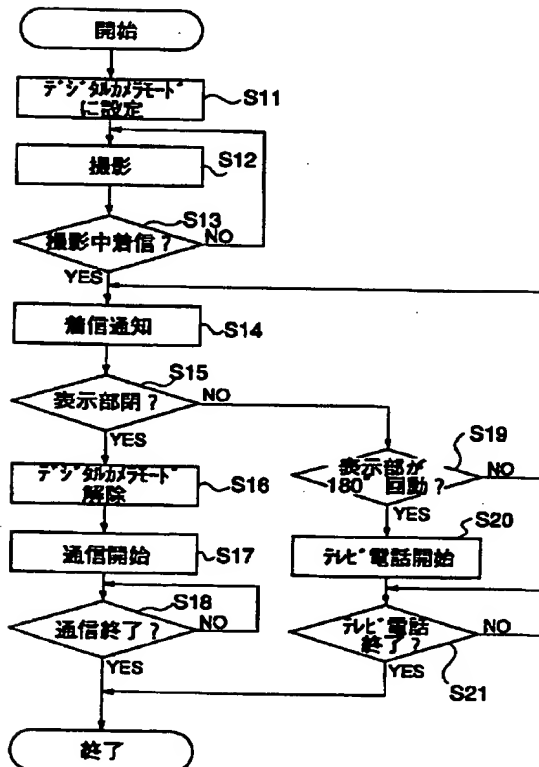 開始
デジタルカメラモード
に設定
S11
撮影
S12
撮影中着信?
S13
NO
YES
着信通知
S14
表示部閉?
S15
NO
YES
デジタルカメラモード
解除
S16
表示部が
180°回動?
S19
NO
YES
通信開始
S17
テレビ電話開始
S20
通信終了?
S18
NO
YES
テレビ電話
終了?
NO
S21
YES
終了